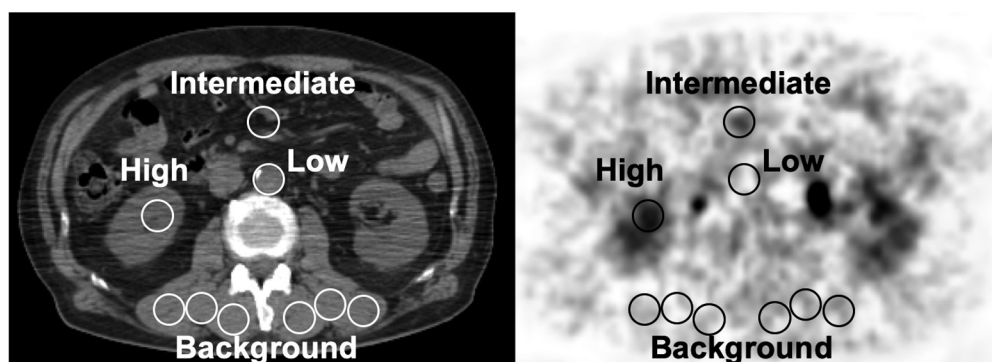 Intermediate
High
Low
Background
Intermediate
High
Low
Background